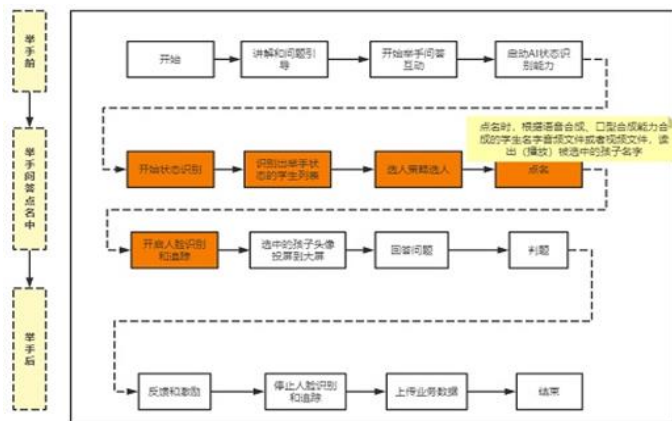 举手前
举手问答点名中
举手后
开始
讲解和问题引
导
开始举手问答
互动
启动AI状态识
别能力
点名时，根据语音合成、口型合成能力合
成的学生名字音频文件或者视频文件，读
出（播放）被选中的孩子名字
开始状态识别
识别出举手状
态的学生列表
选人策略选人
点名
开启人脸识别
和追踪
选中的孩子头像
投屏到大屏
回答问题
判题
反馈和激励
停止人脸识别
和追踪
上传业务数据
结束